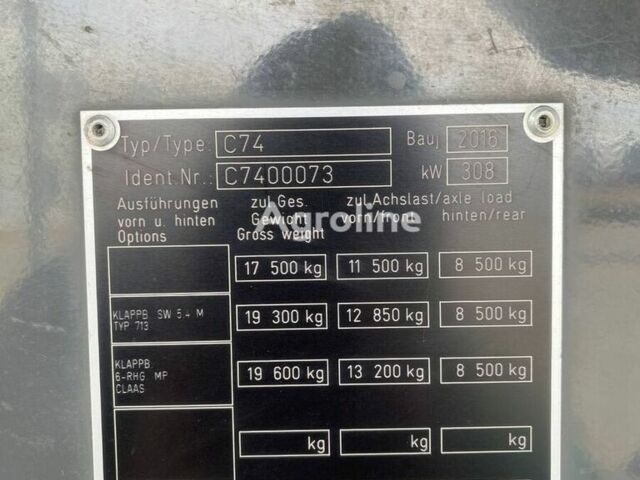 Typ/Type.: C74 Bauj 2016
Ident.Nr.: C7400073 kW 308
Ausführungen vorn u. hinten Options
zul.Ges. Gewicht Gross weight
zul.Achslast/axle load
vorn/front hinten/rear
17 500 kg 11 500 kg 8 500 kg
KLAPPB. SW 5.4 M
TYP 713
19 300 kg 12 850 kg 8 500 kg
KLAPPB.
6-RHG. MP
CLAAS
19 600 kg 13 200 kg 8 500 kg
kg kg kg
Agroline